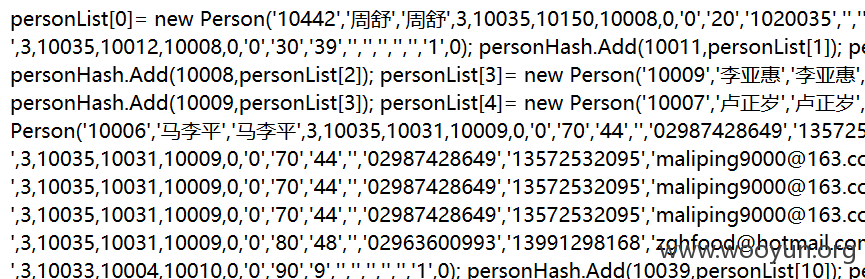 personList[0]= new Person('10442','周舒','周舒',3,10035,10150,10008,0,'0','20','1020035','','
',3,10035,10012,10008,0,'0','30','39','','','','','','1',0); personHash.Add(10011,personList[1]); pe
personHash.Add(10008,personList[2]); personList[3]= new Person('10009','李亚惠','李亚惠',
personHash.Add(10009,personList[3]); personList[4]= new Person('10007','卢正岁','卢正岁',
Person('10006','马李平','马李平',3,10035,10031,10009,0,'0','70','44','','02987428649','13572
',3,10035,10031,10009,0,'0','70','44','','02987428649','13572532095','maliping9000@163.co
',3,10035,10031,10009,0,'0','70','44','','02987428649','13572532095','maliping9000@163.co
',3,10035,10031,10009,0,'0','70','44','','02987428649','13572532095','maliping9000@163.co
',3,10035,10031,10009,0,'0','80','48','','02963600993','13991298168','zghfood@hotmail.com
',3,10033,10004,10010,0,'0','90','9','','','','','','1',0); personHash.Add(10039,personList[10]); pe
www.wooyun.org